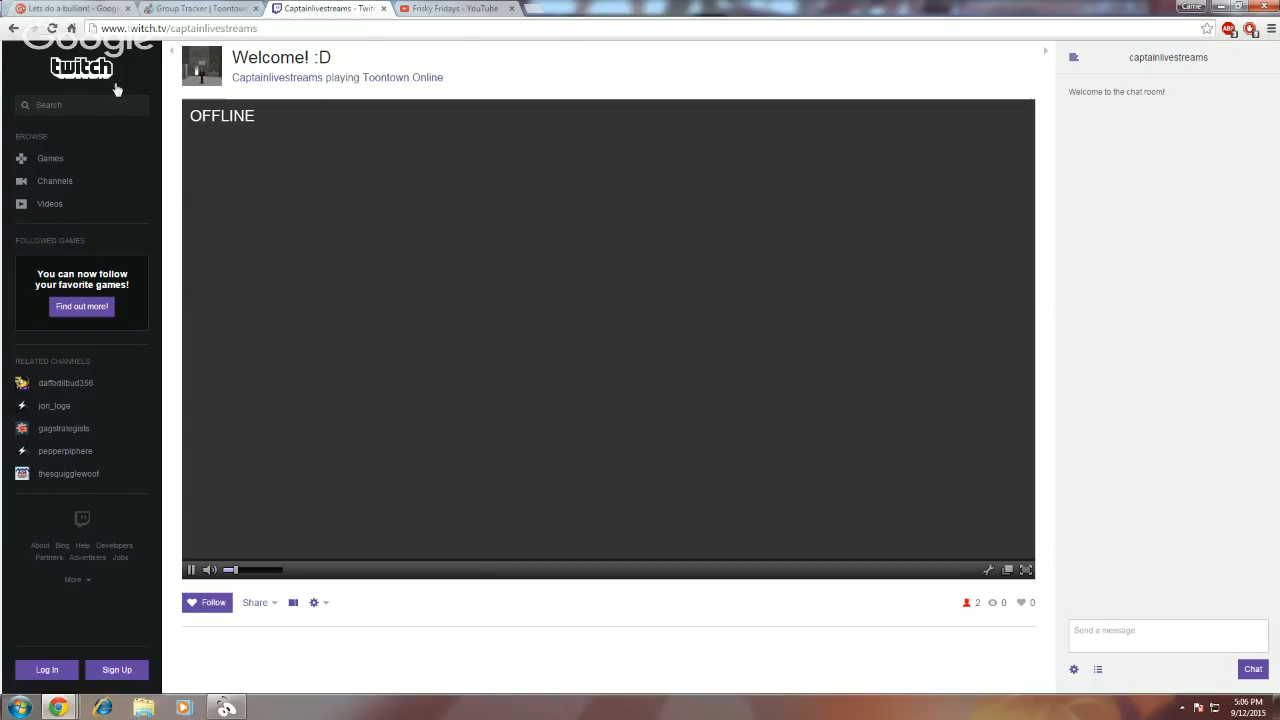 Lets do a bullion! - Goog
Group Tracker | Toontown
Captainlivestreams - Twit
Frisky Fridays - YouTube
Carrie
www.twitch.tv/captainlivestreams
Google
twitch
Search
BROWSE
Games
Channels
Videos
FOLLOWED GAMES
You can now follow
your favorite games!
Find out more!
RELATED CHANNELS
daffodilbud356
jon_loge
gagstrategists
pepperpiphere
thesquigglewoof
About Blog Help Developers
Partners Advertisers Jobs
More
Log In Sign Up
Welcome! :D
Captainlivestreams playing Toontown Online
OFFLINE
Follow Share
2 0 0
captainlivestreams
Welcome to the chat room!
Send a message
Chat
5:06 PM
9/12/2015